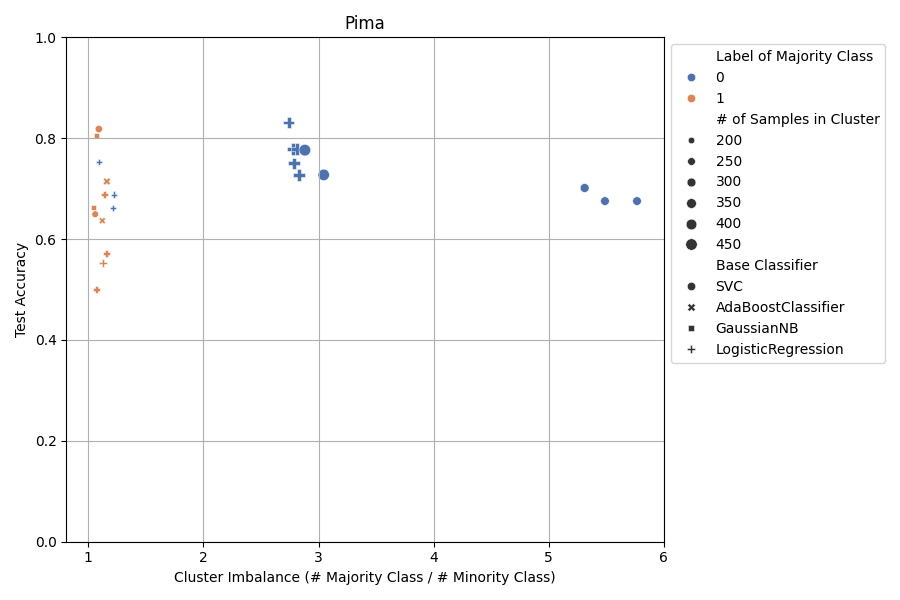 Pima
1.0
0.8
0.6
0.4
0.2
0.0
Test Accuracy
1 2 3 4 5 6
Cluster Imbalance (# Majority Class / # Minority Class)
Label of Majority Class
0
1
# of Samples in Cluster
200
250
300
350
400
450
Base Classifier
SVC
AdaBoostClassifier
GaussianNB
LogisticRegression